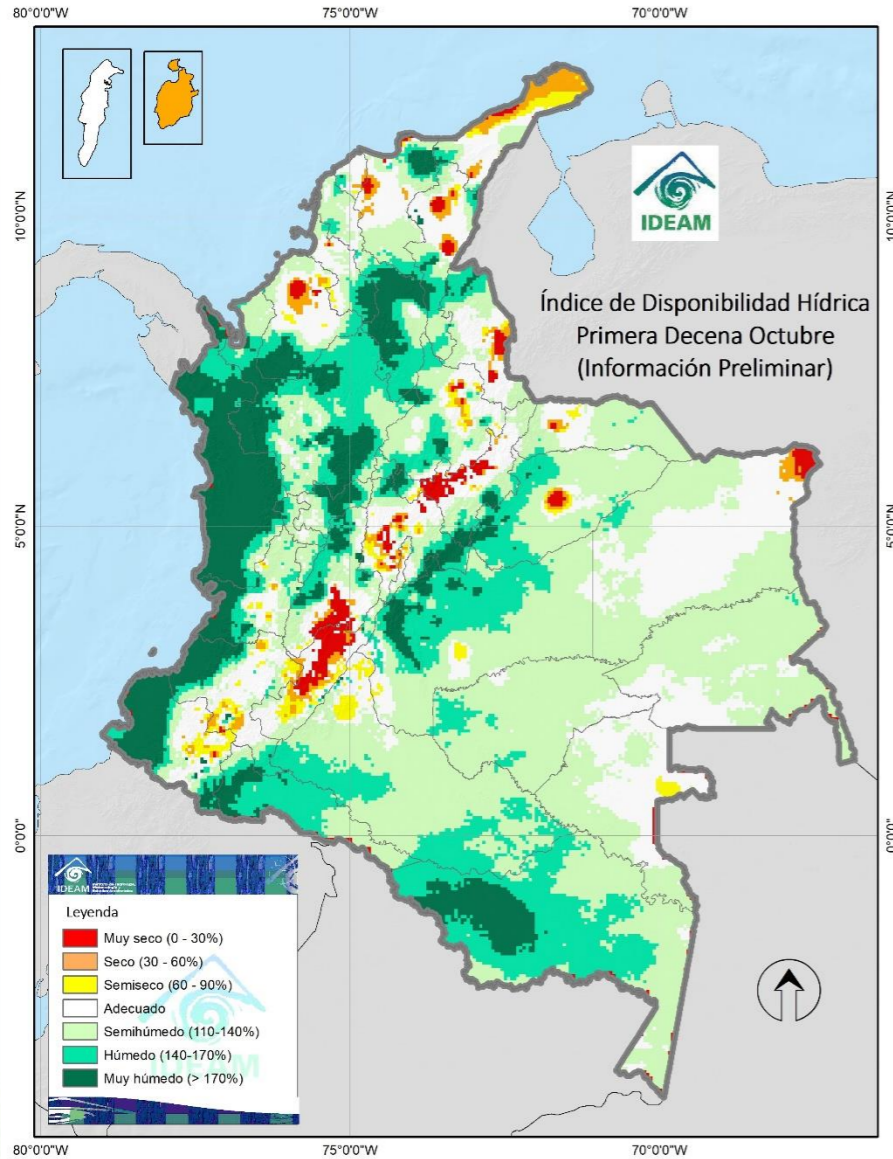 80°0'0"W
75°0'0"W
70°0'0"W
10°0'0"N
10°0'0"N
IDEAM
Índice de Disponibilidad Hídrica
Primera Decena Octubre
(Información Preliminar)
5°0'0"N
5°0'0"N
0°0'0"
0°0'0"
IDEAM
Leyenda
Muy seco (0 - 30%)
Seco (30 - 60%)
Semiseco (60 - 90%)
Adecuado
Semihúmedo (110-140%)
Húmedo (140-170%)
Muy húmedo (> 170%)
IDEAM
80°0'0"W
75°0'0"W
70°0'0"W